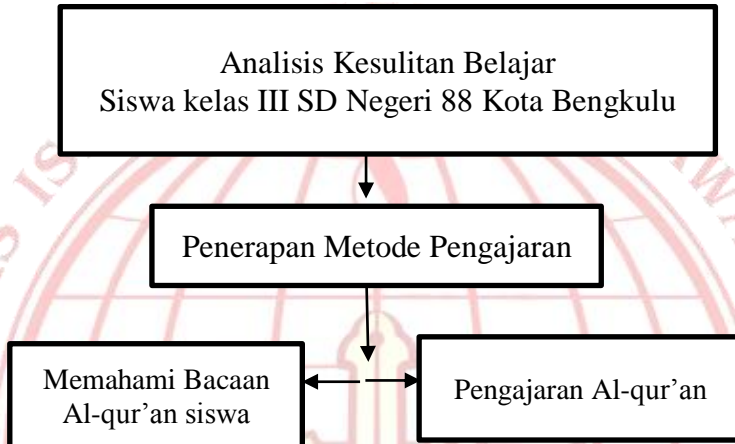 Analisis Kesulitan Belajar
Siswa kelas III SD Negeri 88 Kota Bengkulu
Penerapan Metode Pengajaran
Memahami Bacaan
Al-qur’an siswa
Pengajaran Al-qur’an